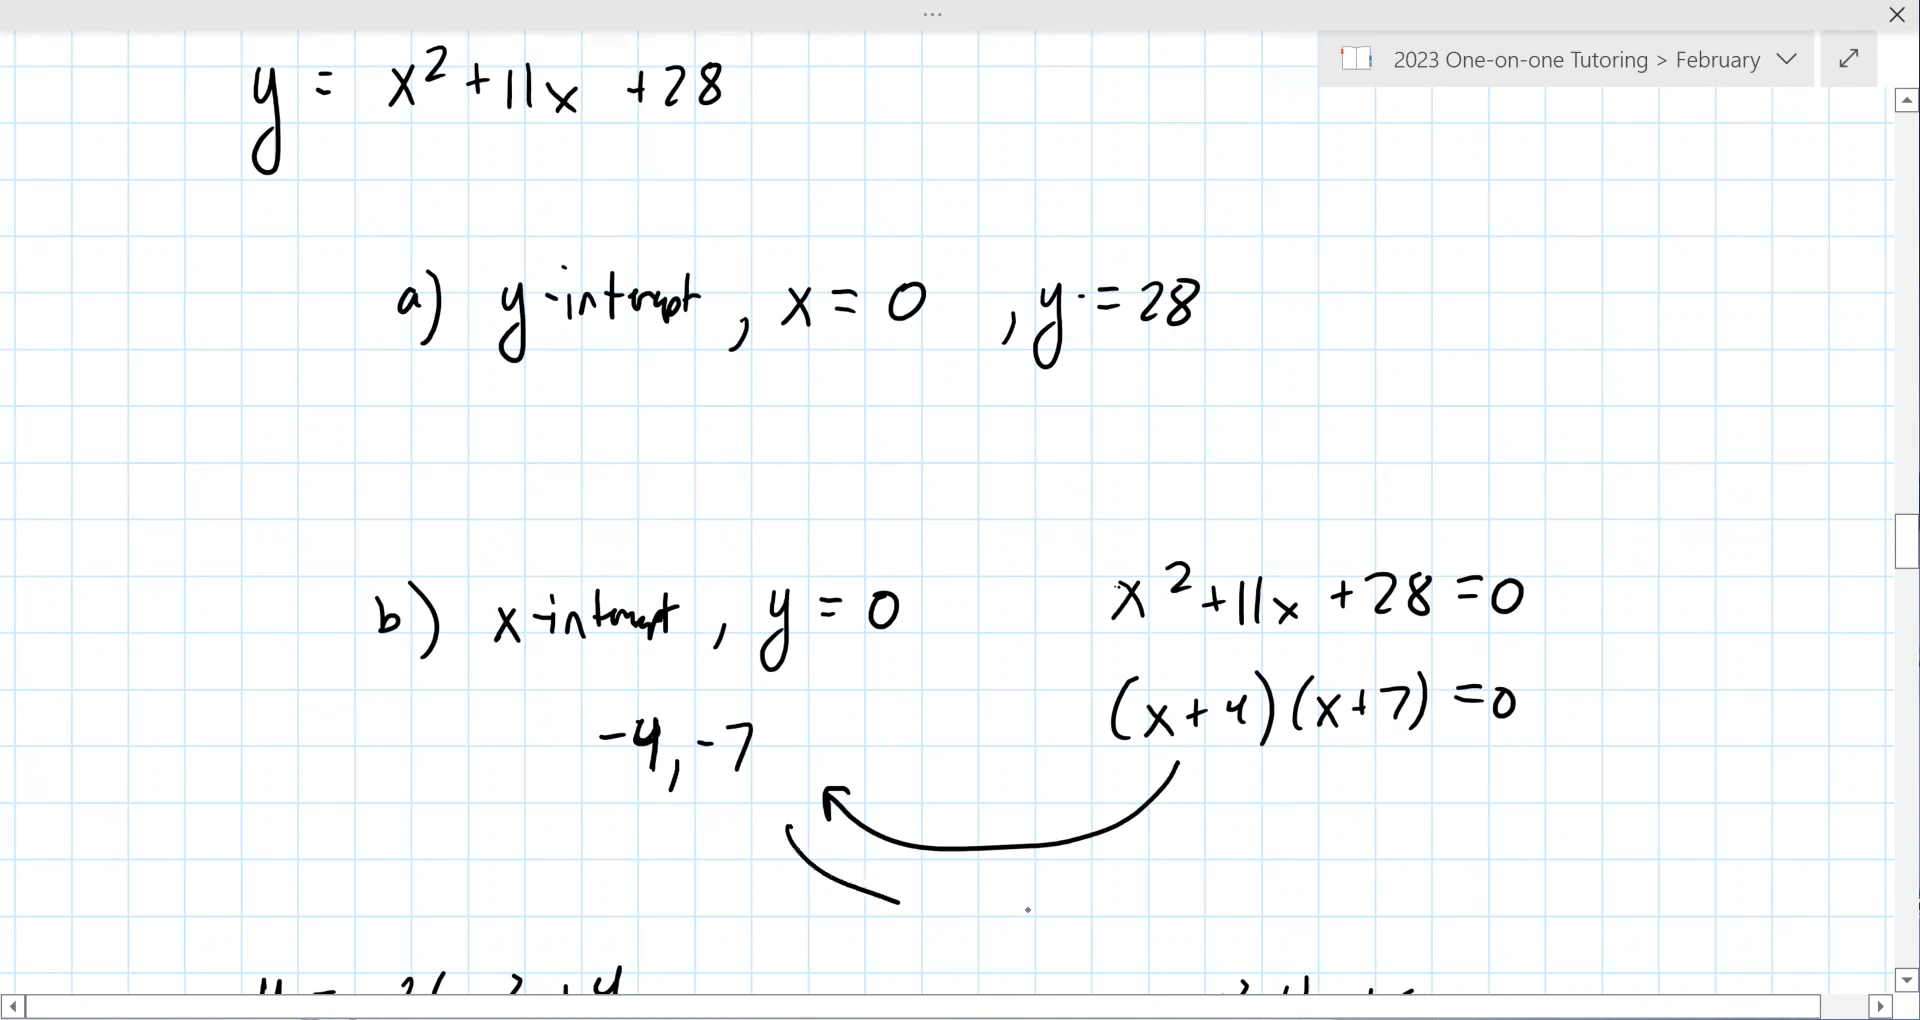 2023 One-on-one Tutoring > February
y = x² + 11x + 28
a) y-intercept, x = 0, y = 28
b) x-intercept, y = 0
x² + 11x + 28 = 0
(x+4)(x+7) = 0
-4, -7